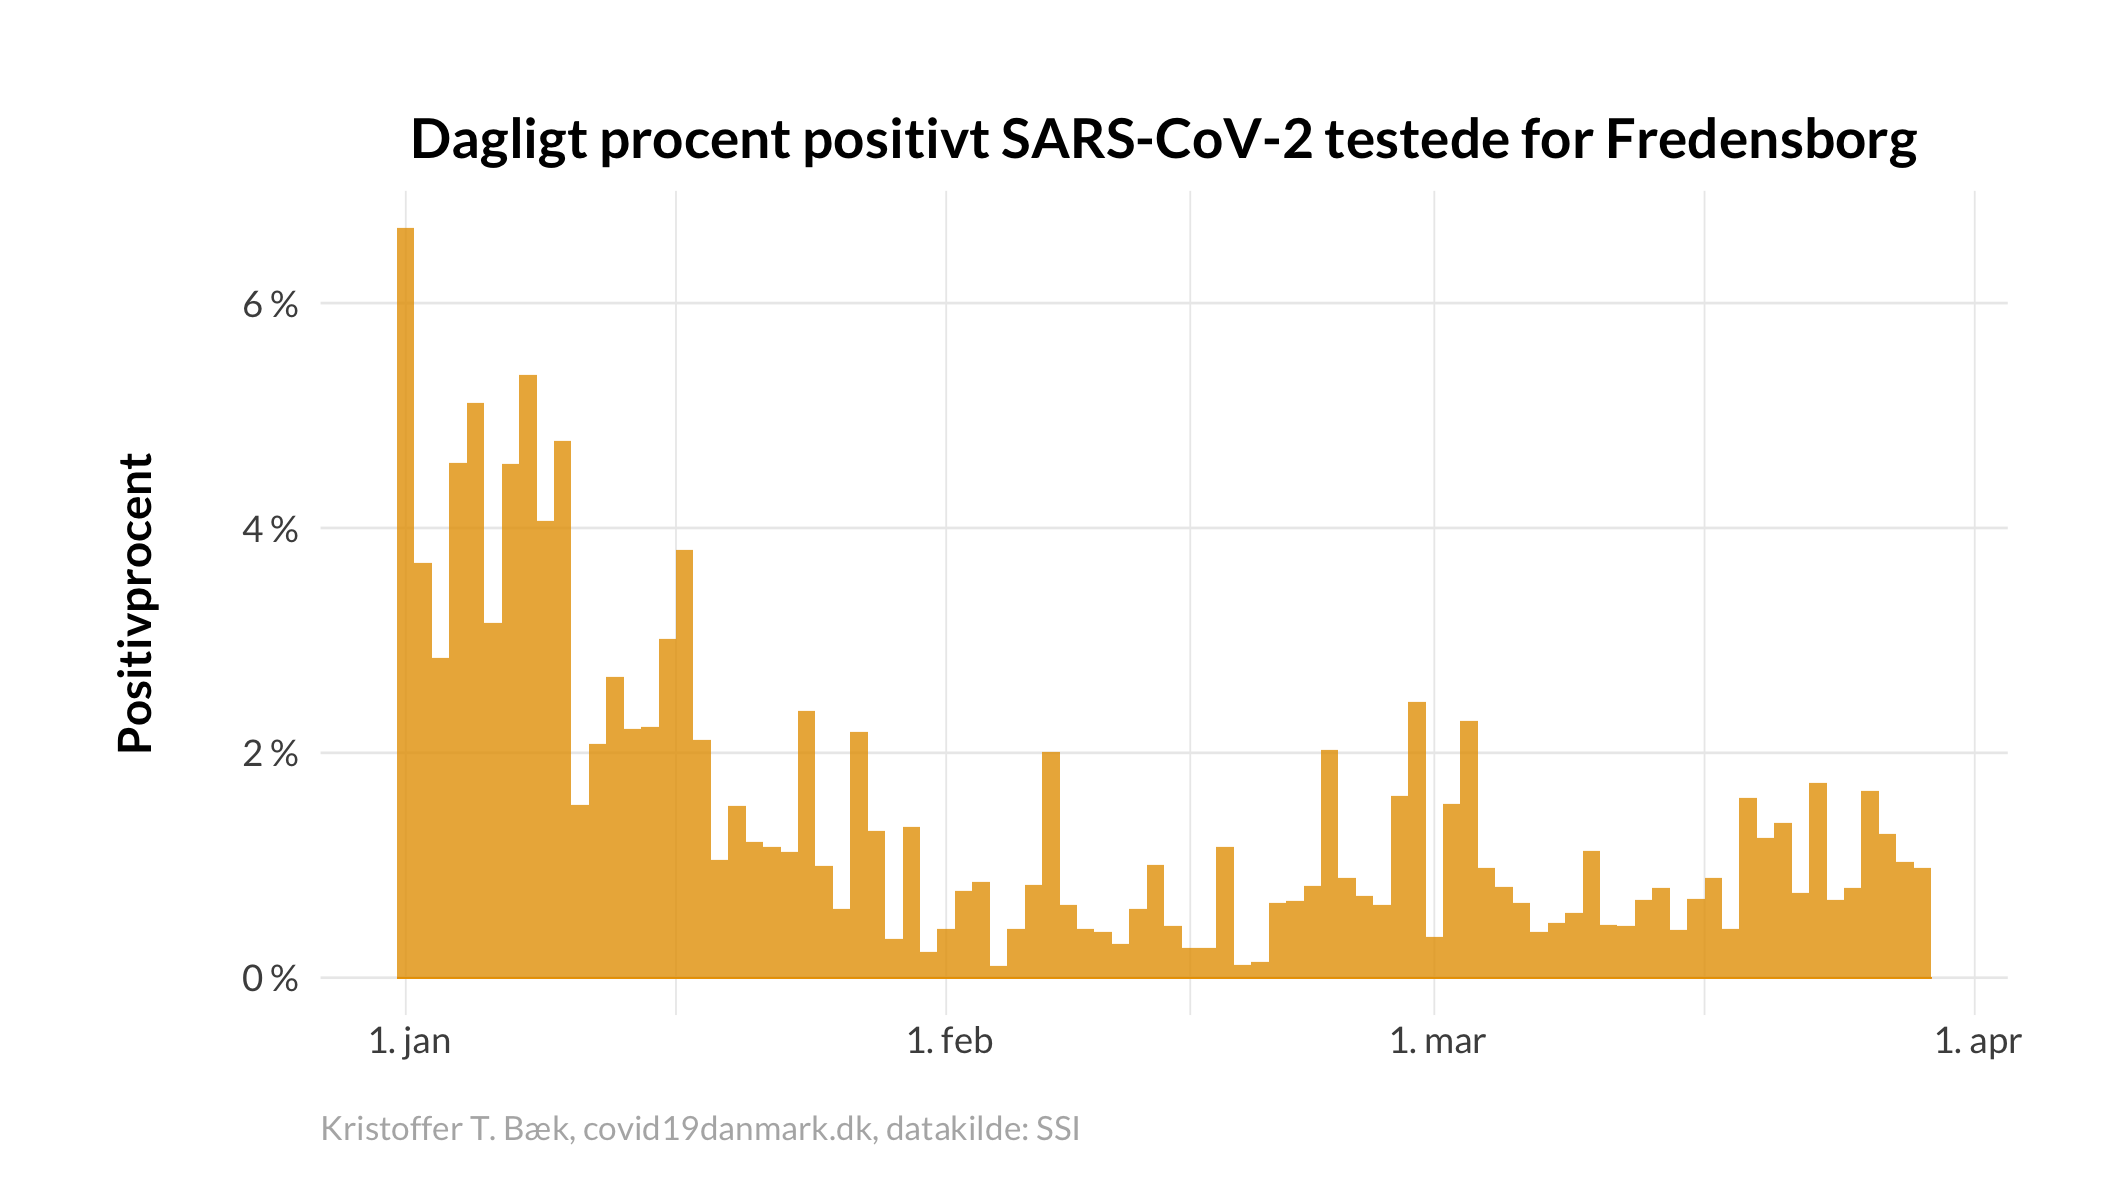 Dagligt procent positivt SARS-CoV-2 testede for Fredensborg
Positivprocent
6 %
4 %
2 %
0 %
1. jan
1. feb
1. mar
1. apr
Kristoffer T. Bæk, covid19danmark.dk, datakilde: SSI